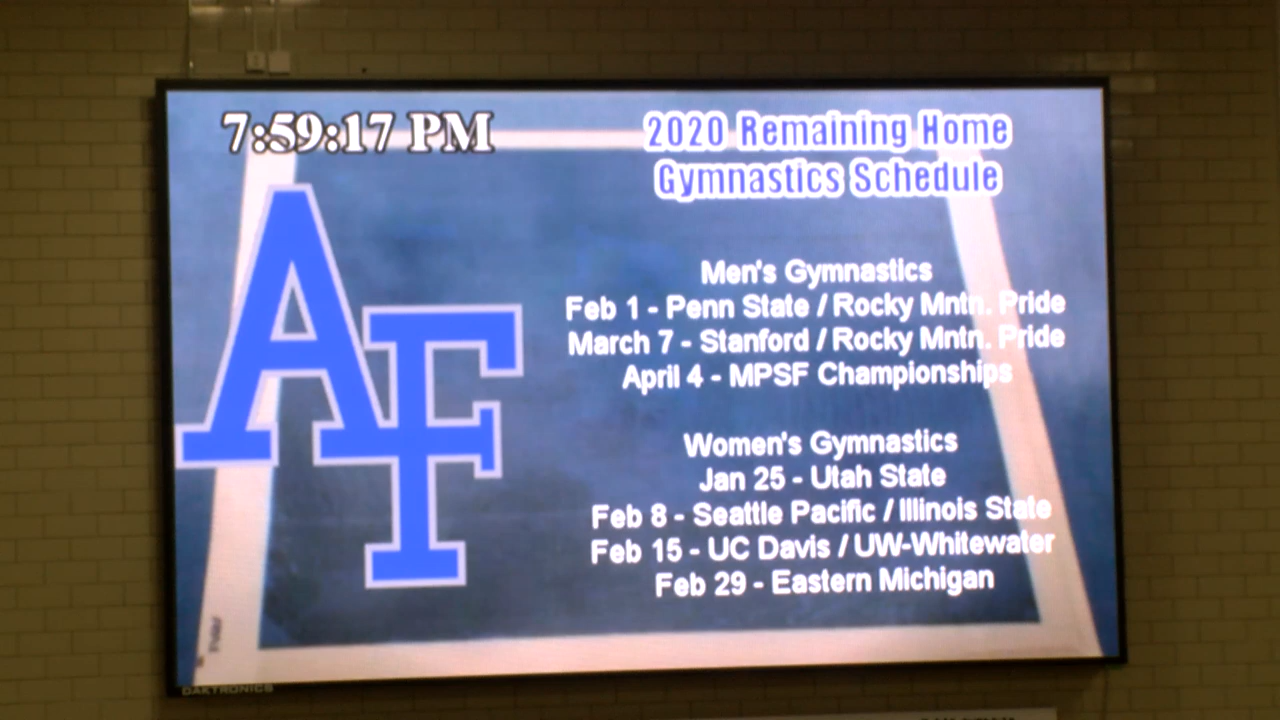 7:59:17 PM
2020 Remaining Home
Gymnastics Schedule
AF
Men's Gymnastics
Feb 1 - Penn State / Rocky Mntn. Pride
March 7 - Stanford / Rocky Mntn. Pride
April 4 - MPSF Championships
Women's Gymnastics
Jan 25 - Utah State
Feb 8 - Seattle Pacific / Illinois State
Feb 15 - UC Davis / UW-Whitewater
Feb 29 - Eastern Michigan
DAKTRONICS